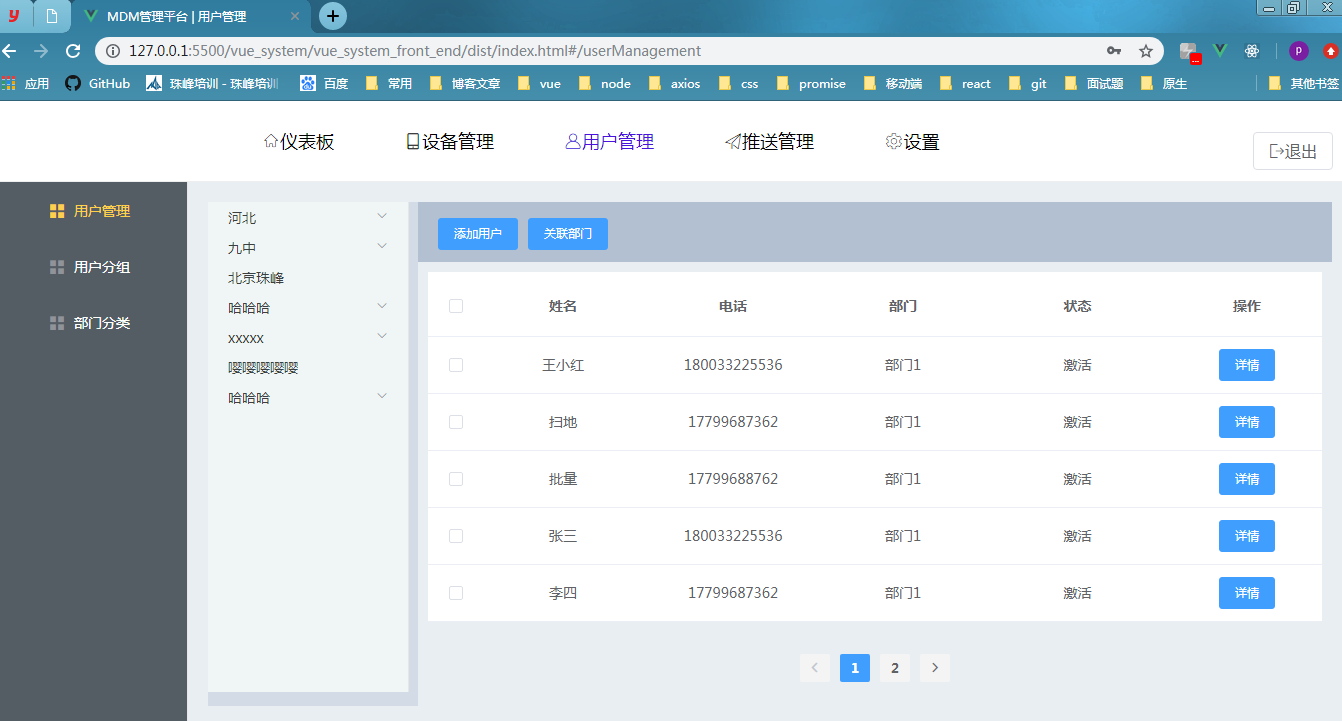 MDM管理平台 | 用户管理
127.0.0.1:5500/vue_system/vue_system_front_end/dist/index.html#/userManagement
应用 GitHub 珠峰培训 - 珠峰培训 百度 常用 博客文章 vue node axios css promise 移动端 react git 面试题 原生 其他书签
仪表板 设备管理 用户管理 推送管理 设置 退出
用户管理
用户分组
部门分类
河北
九中
北京珠峰
哈哈哈
xxxxx
嘤嘤嘤嘤嘤
哈哈哈
添加用户 关联部门
姓名 电话 部门 状态 操作
王小红 180033225536 部门1 激活 详情
扫地 17799687362 部门1 激活 详情
批量 17799688762 部门1 激活 详情
张三 180033225536 部门1 激活 详情
李四 17799687362 部门1 激活 详情
1 2